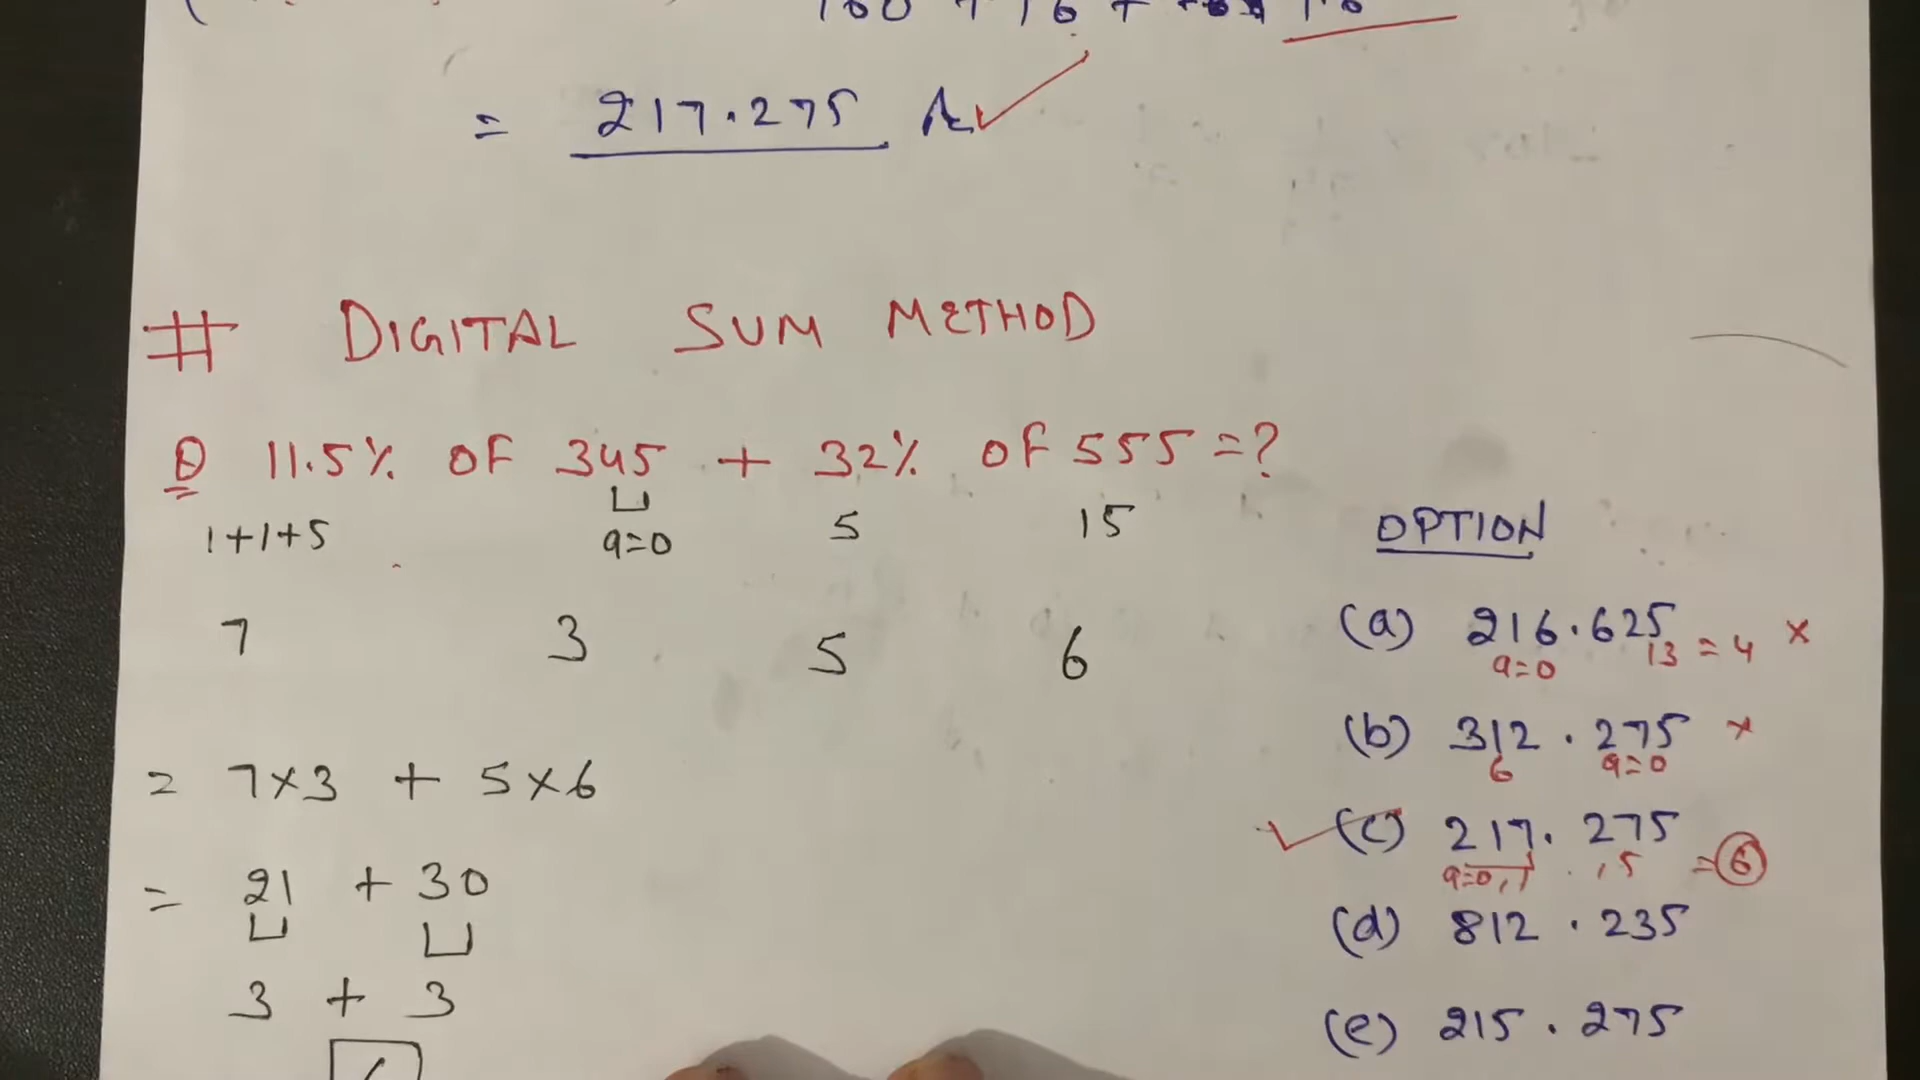 = 217.275 A
# DIGITAL SUM METHOD
Q 11.5% OF 345 + 32% OF 555 = ?
1+1+5 9=0 5 15
7 3 5 6
= 7×3 + 5×6
= 21 + 30
3 + 3
OPTION
(a) 216.625 ×
9=0 13 = 4
(b) 312.275 ×
6 9=0
(c) 217.275
9=0,1 . 15 = 6
(d) 812.235
(e) 215.275